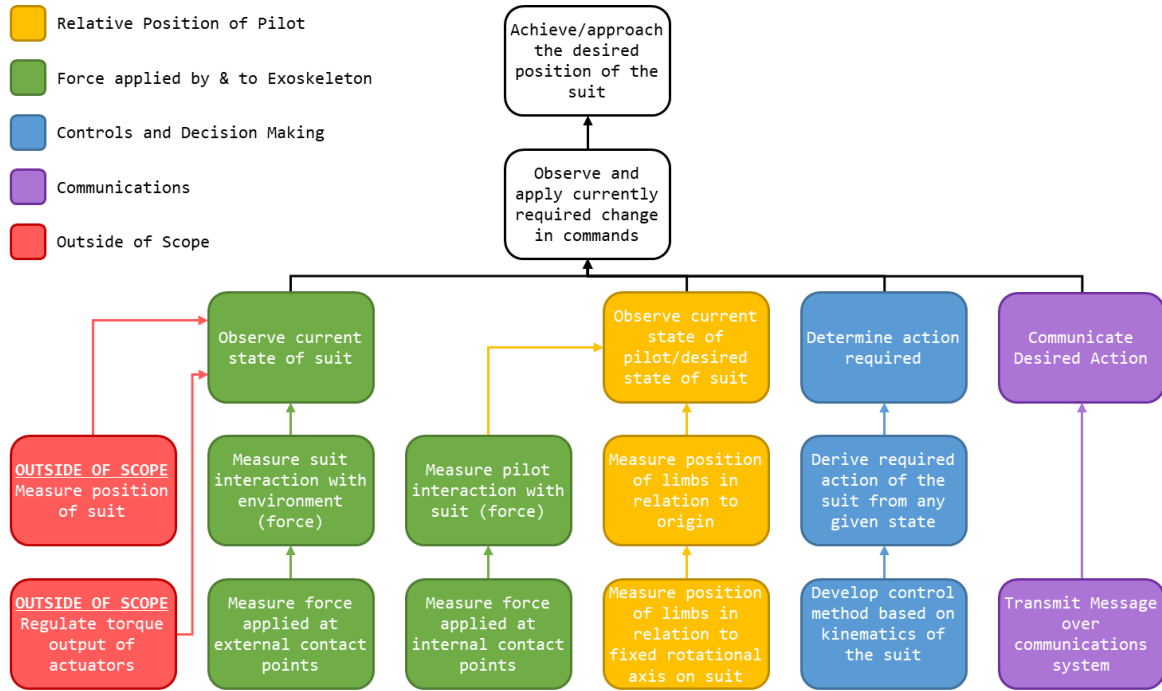 Relative Position of Pilot
Force applied by & to Exoskeleton
Controls and Decision Making
Communications
Outside of Scope
Achieve/approach
the desired
position of the
suit
Observe and
apply currently
required change
in commands
Observe current
state of suit
Observe current
state of
pilot/desired
state of suit
Determine action
required
Communicate
Desired Action
OUTSIDE OF SCOPE
Measure position
of suit
Measure suit
interaction with
environment
(force)
Measure pilot
interaction with
suit (force)
Measure position
of limbs in
relation to
origin
Derive required
action of the
suit from any
given state
OUTSIDE OF SCOPE
Regulate torque
output of
actuators
Measure force
applied at
external contact
points
Measure force
applied at
internal contact
points
Measure position
of limbs in
relation to
fixed rotational
axis on suit
Develop control
method based on
kinematics of
the suit
Transmit Message
over
communications
system